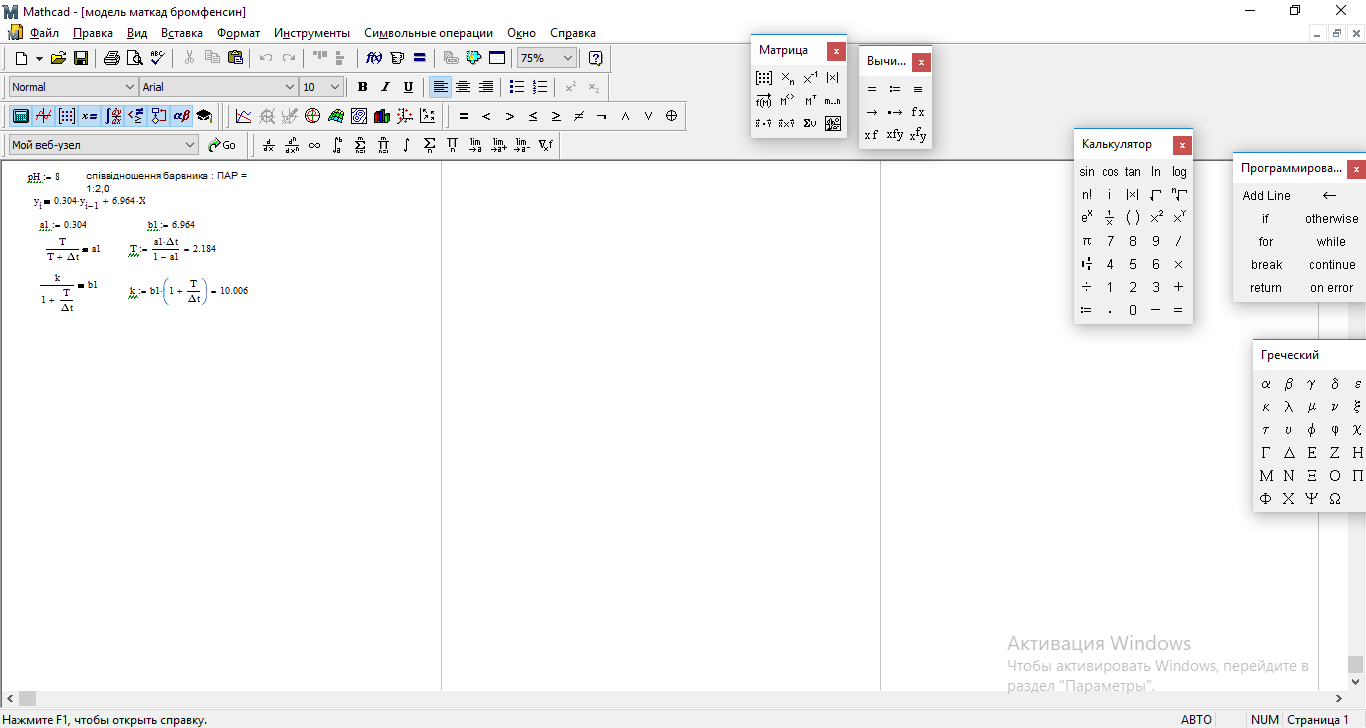 Mathcad - [модель маткад бромфенсин]
Файл Правка Вид Вставка Формат Инструменты Символьные операции Окно Справка
75%
Normal Arial 10 B I U
Мой веб-узел Go
pH := 8 співвідношення барвника : ПАР =
1:2,0
y_i = 0.304·y_{i−1} + 6.964·X
a1 := 0.304 b1 := 6.964
T/(T + Δt) = a1 T := a1·Δt/(1 − a1) = 2.184
k/(1 + T/Δt) = b1 k := b1·(1 + T/Δt) = 10.006
Матрица
Вычи...
= := ≡
→ •→ fx
xf xfy x^f y
Калькулятор
sin cos tan ln log
n! i |×| √ ⁿ√
e^x 1/x ( ) ×² ×^Y
π 7 8 9 /
4 5 6 ×
÷ 1 2 3 +
:= . 0 − =
Программирова...
Add Line ←
if otherwise
for while
break continue
return on error
Греческий
α β γ δ ε
κ λ μ ν ξ
τ υ ϕ φ χ
Γ Δ Ε Ζ Η
Μ Ν Ξ Ο Π
Φ Χ Ψ Ω
Активация Windows
Чтобы активировать Windows, перейдите в
раздел "Параметры".
Нажмите F1, чтобы открыть справку. АВТО NUM Страница 1